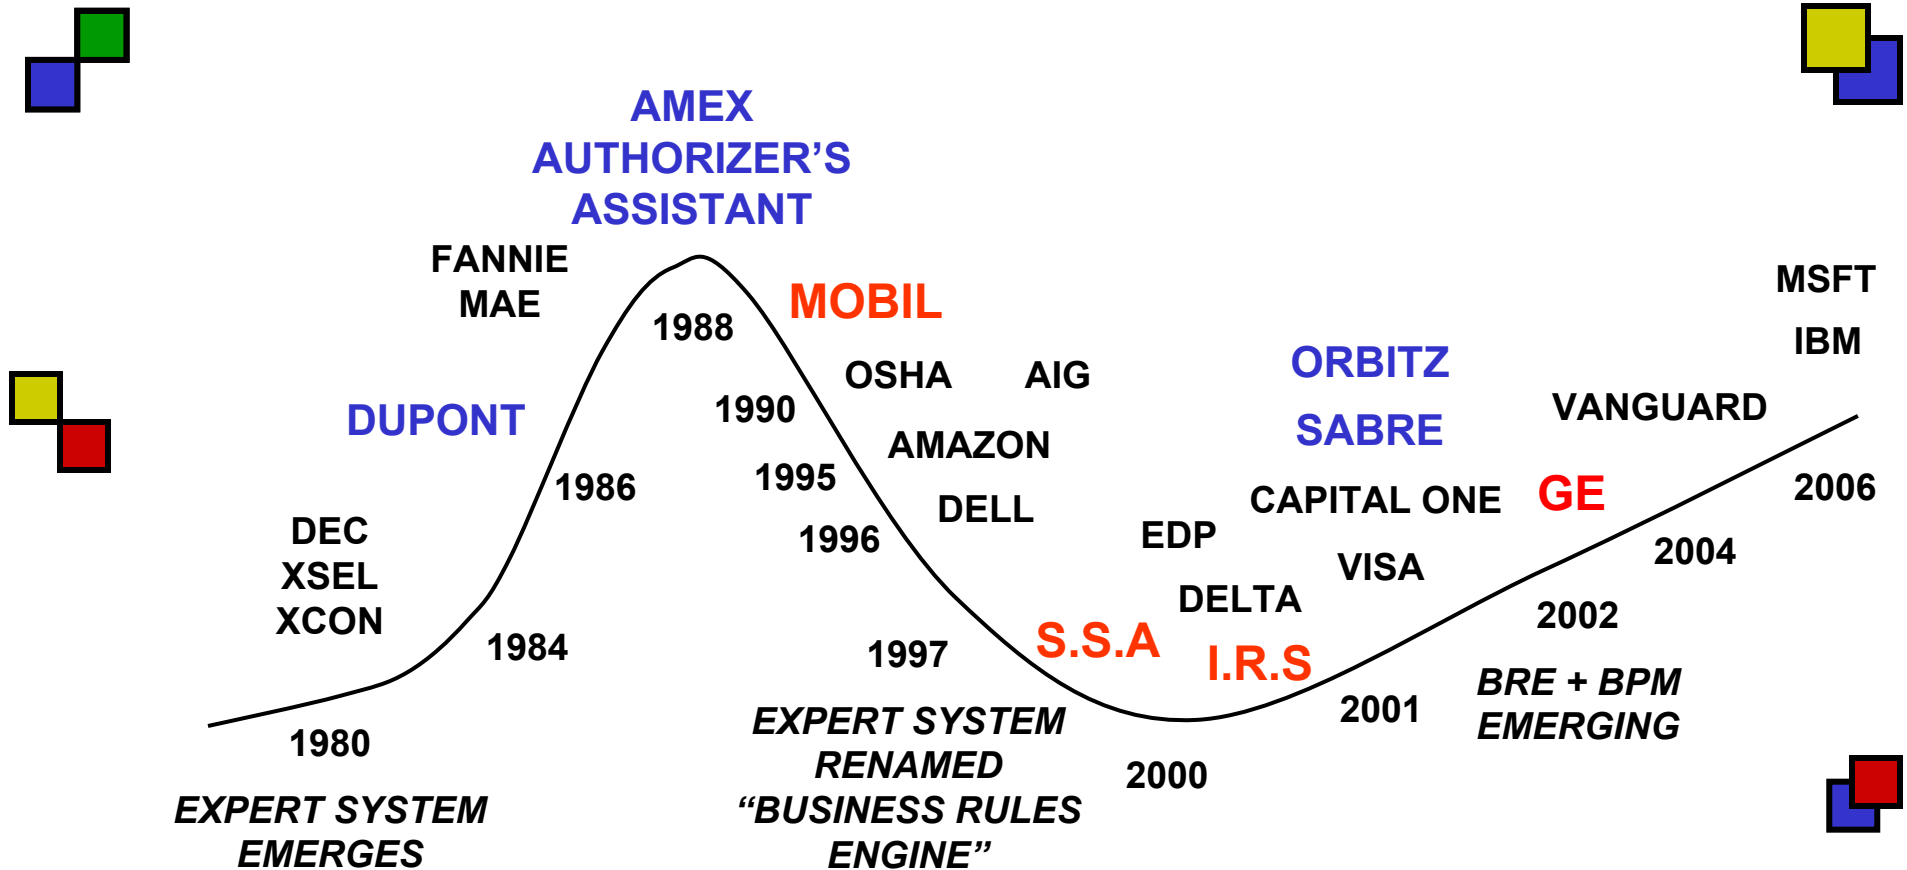 AMEX
AUTHORIZER’S
ASSISTANT
FANNIE
MAE
MOBIL
1988
MSFT
IBM
OSHA
AIG
ORBITZ
DUPONT
1990
VANGUARD
AMAZON
SABRE
1986
1995
DELL
CAPITAL ONE
GE
2006
DEC
XSEL
XCON
1996
EDP
VISA
2004
DELTA
2002
1984
1997
S.S.A
I.R.S
2001
BRE + BPM
EMERGING
1980
EXPERT SYSTEM
RENAMED
“BUSINESS RULES
ENGINE”
2000
EXPERT SYSTEM
EMERGES